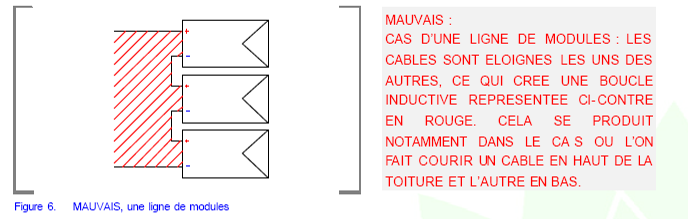 MAUVAIS :
CAS D'UNE LIGNE DE MODULES : LES
CABLES SONT ELOIGNES LES UNS DES
AUTRES, CE QUI CREE UNE BOUCLE
INDUCTIVE REPRESENTEE CI-CONTRE
EN ROUGE. CELA SE PRODUIT
NOTAMMENT DANS LE CAS OU L'ON
FAIT COURIR UN CABLE EN HAUT DE LA
TOITURE ET L'AUTRE EN BAS.
+
-
+
-
+
-
Figure 6. MAUVAIS, une ligne de modules